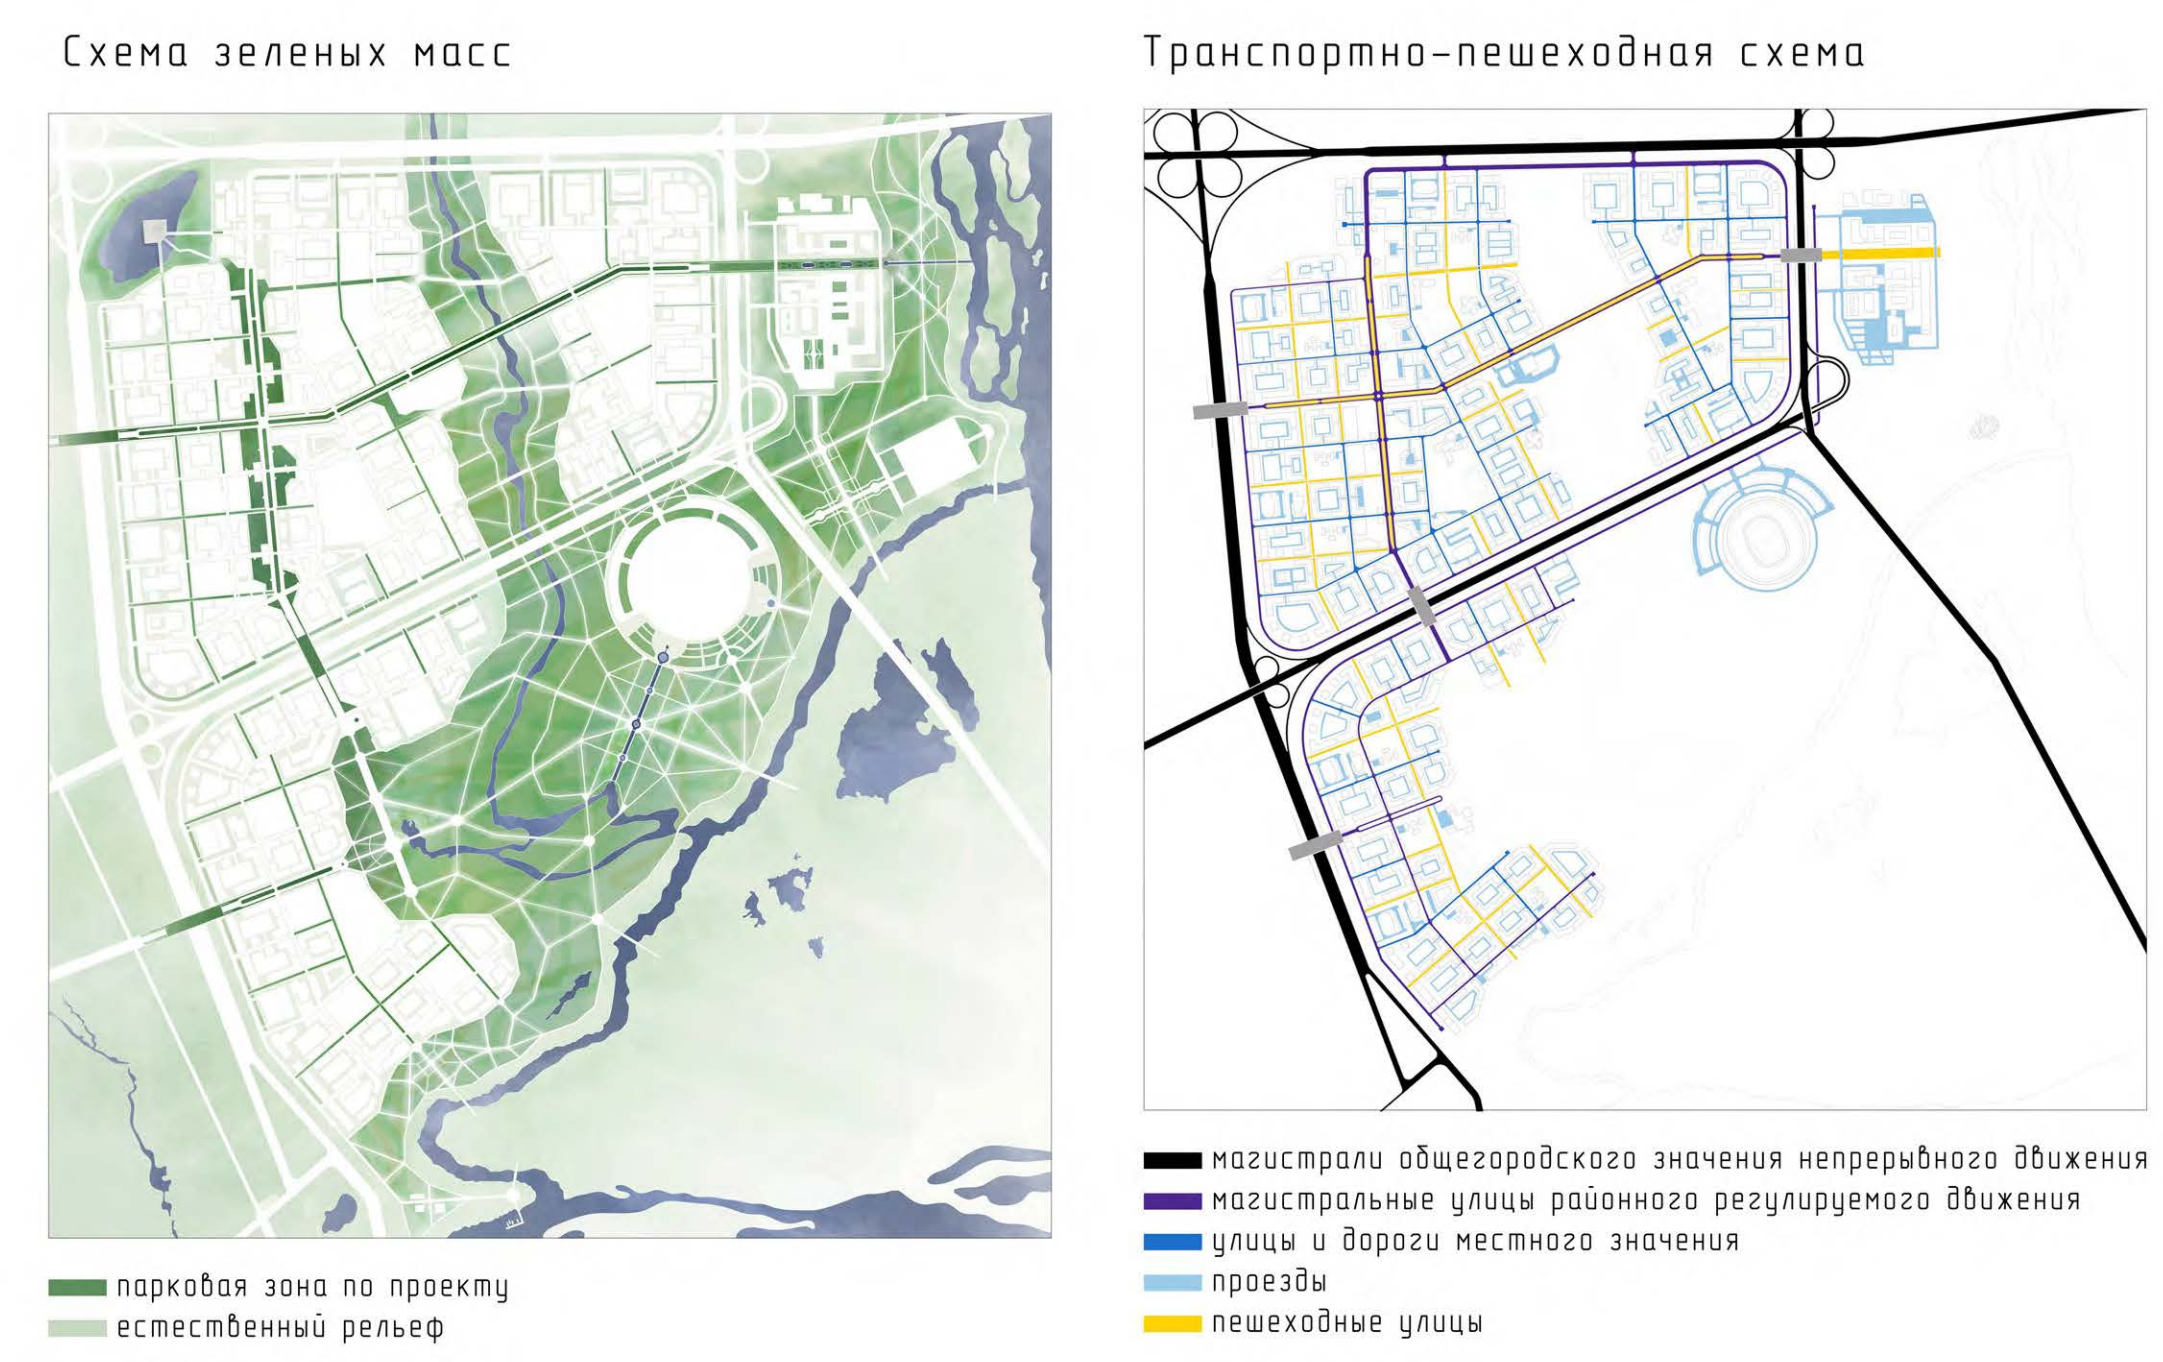 Схема зеленых масс
Транспортно-пешеходная схема
парковая зона по проекту
естественный рельеф
магистрали общегородского значения непрерывного движения
магистральные улицы районного регулируемого движения
улицы и дороги местного значения
проезды
пешеходные улицы